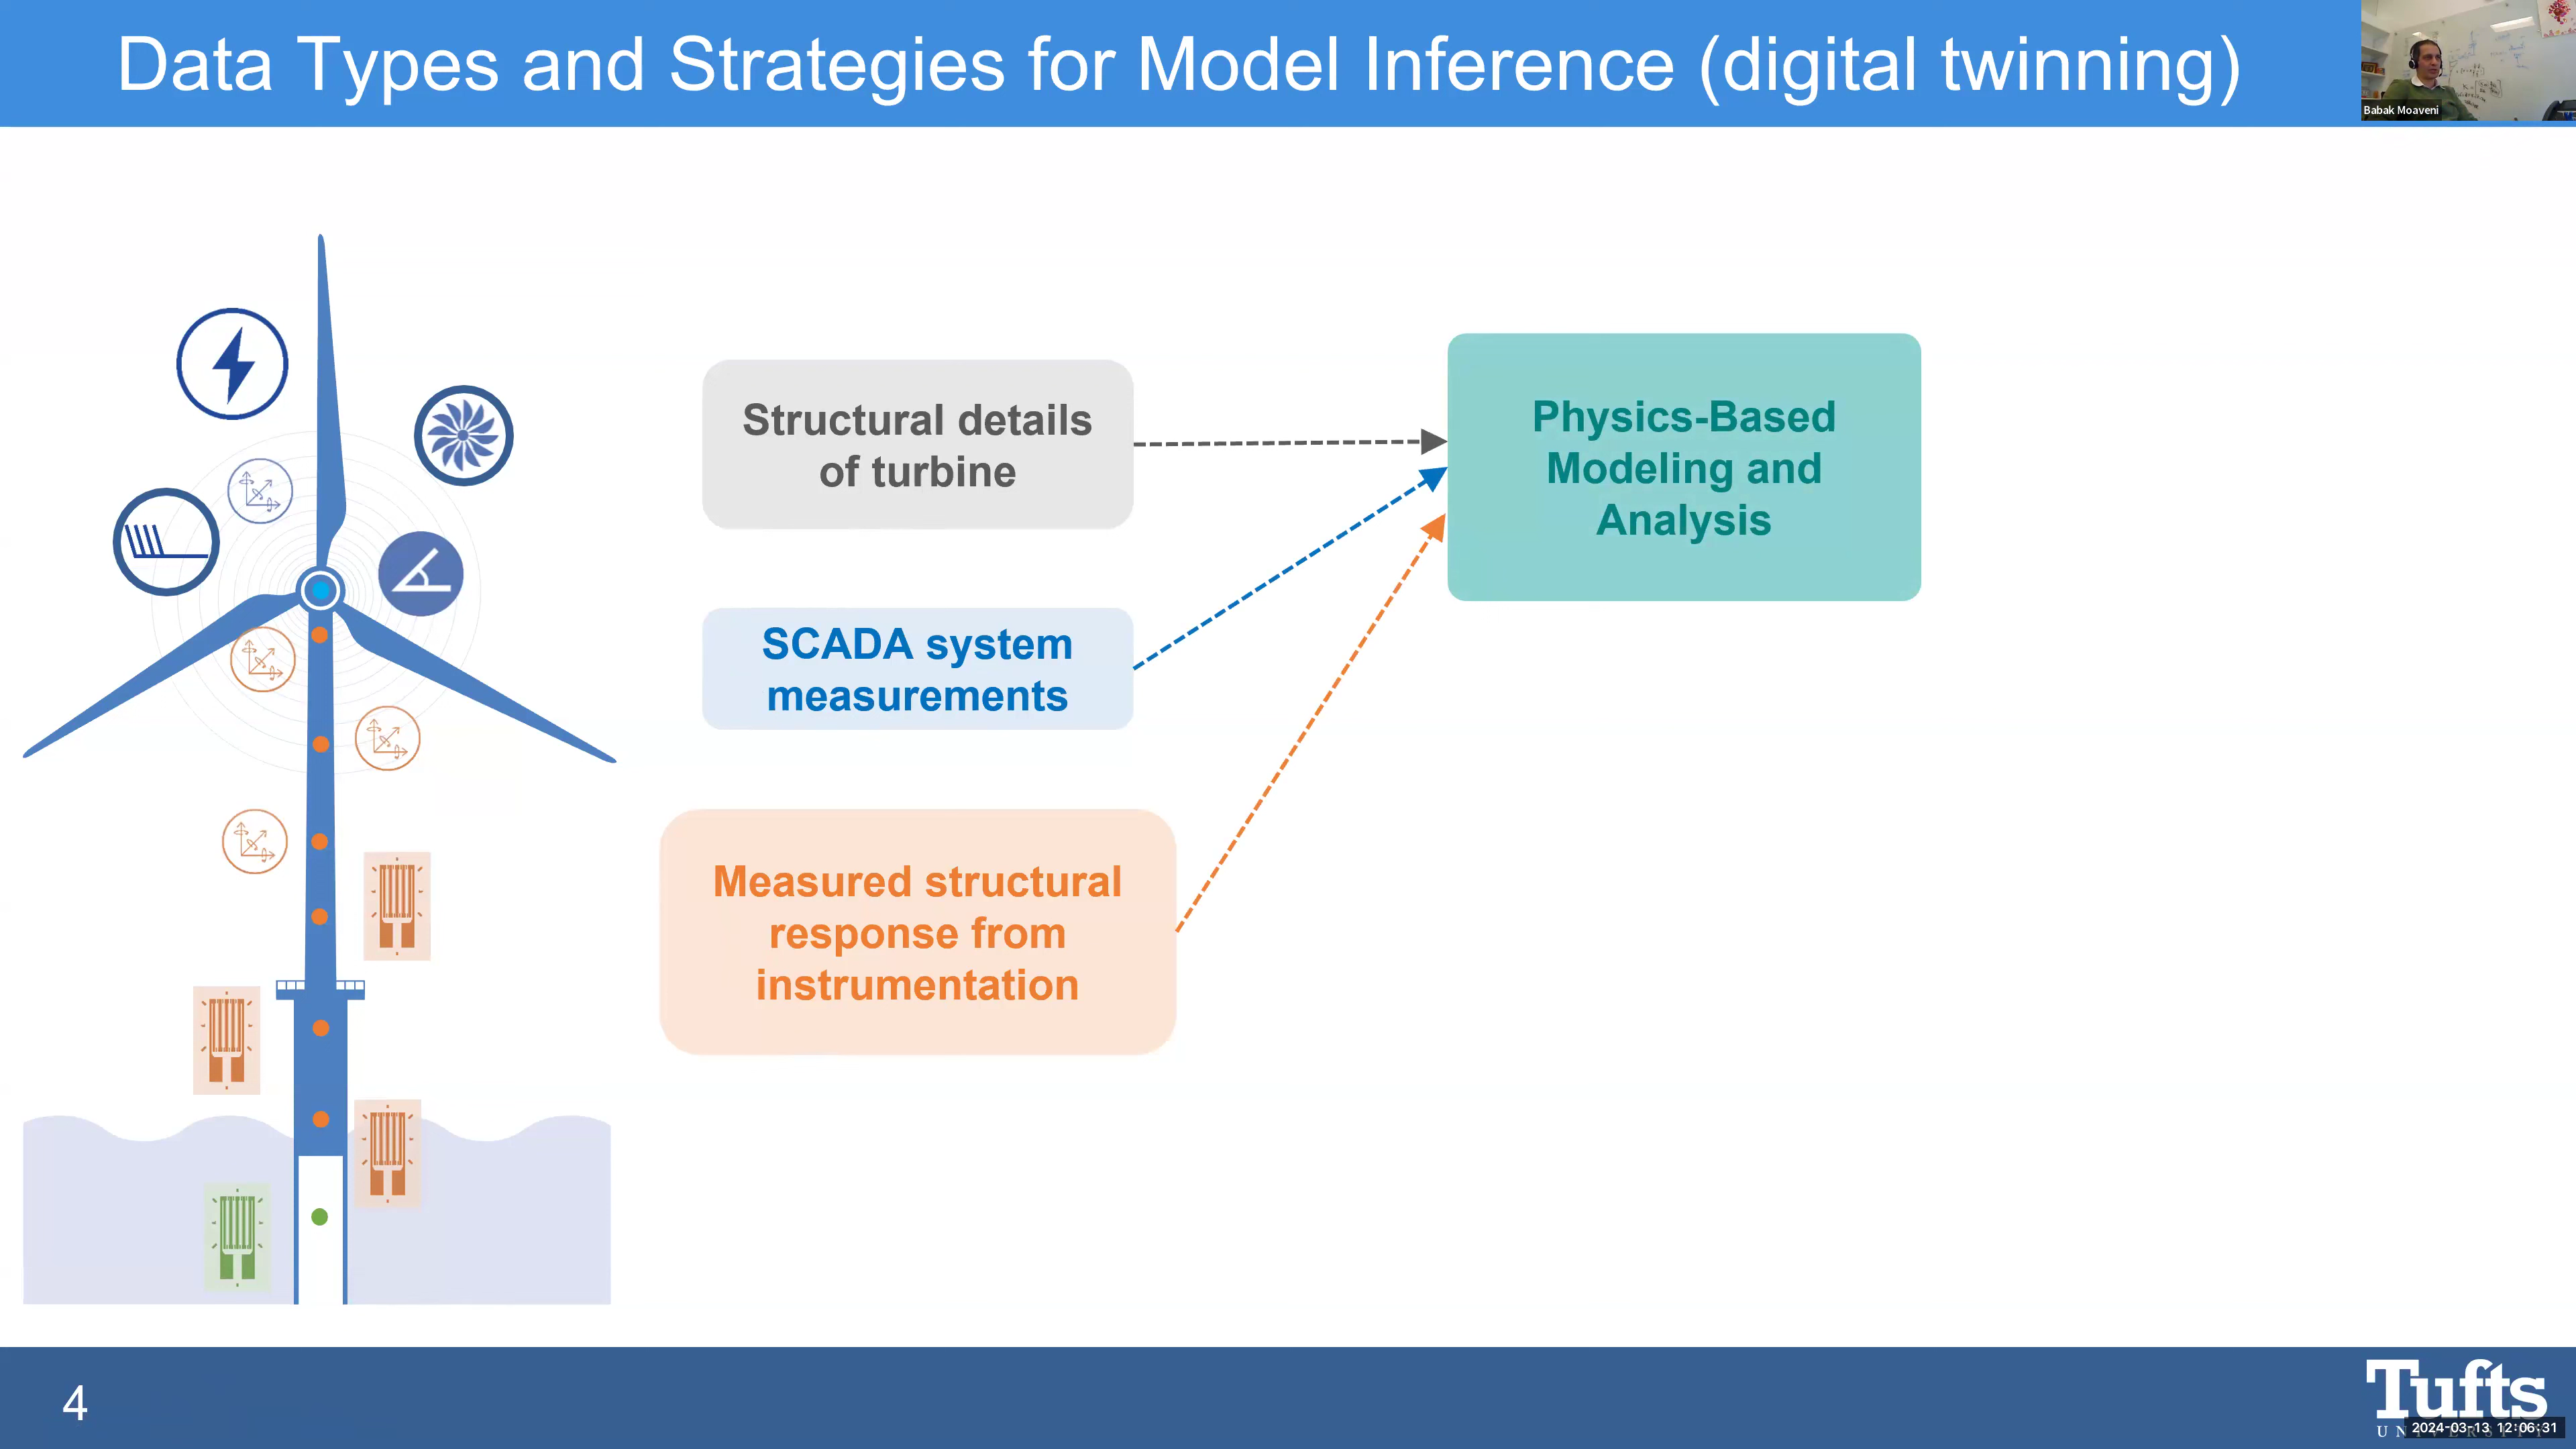 Data Types and Strategies for Model Inference (digital twinning)
Babak Moaveni
Structural details
of turbine
Physics-Based
Modeling and
Analysis
SCADA system
measurements
Measured structural
response from
instrumentation
4
Tufts
2024-03-13 12:06:31